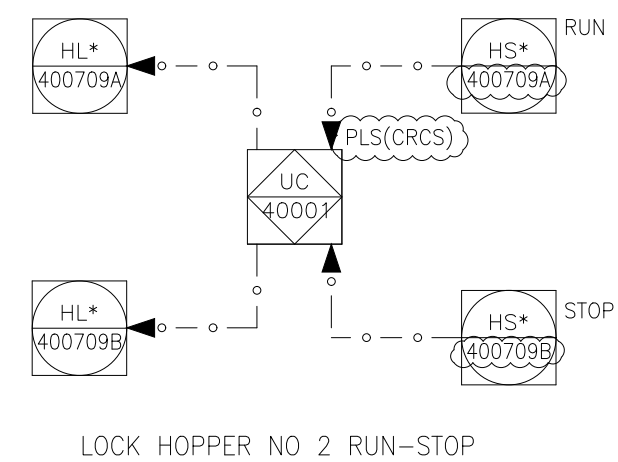 HL*
400709A
HS*
400709A
RUN
PLS(CRCS)
UC
40001
HL*
400709B
HS*
400709B
STOP
LOCK HOPPER NO 2 RUN-STOP